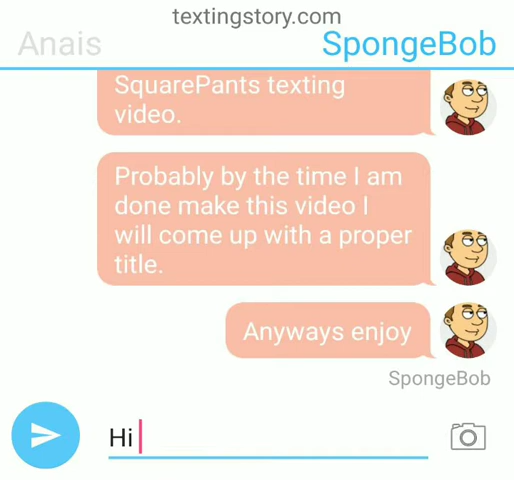 textingstory.com
Anais SpongeBob
SquarePants texting
video.
Probably by the time I am
done make this video I
will come up with a proper
title.
Anyways enjoy
SpongeBob
Hi